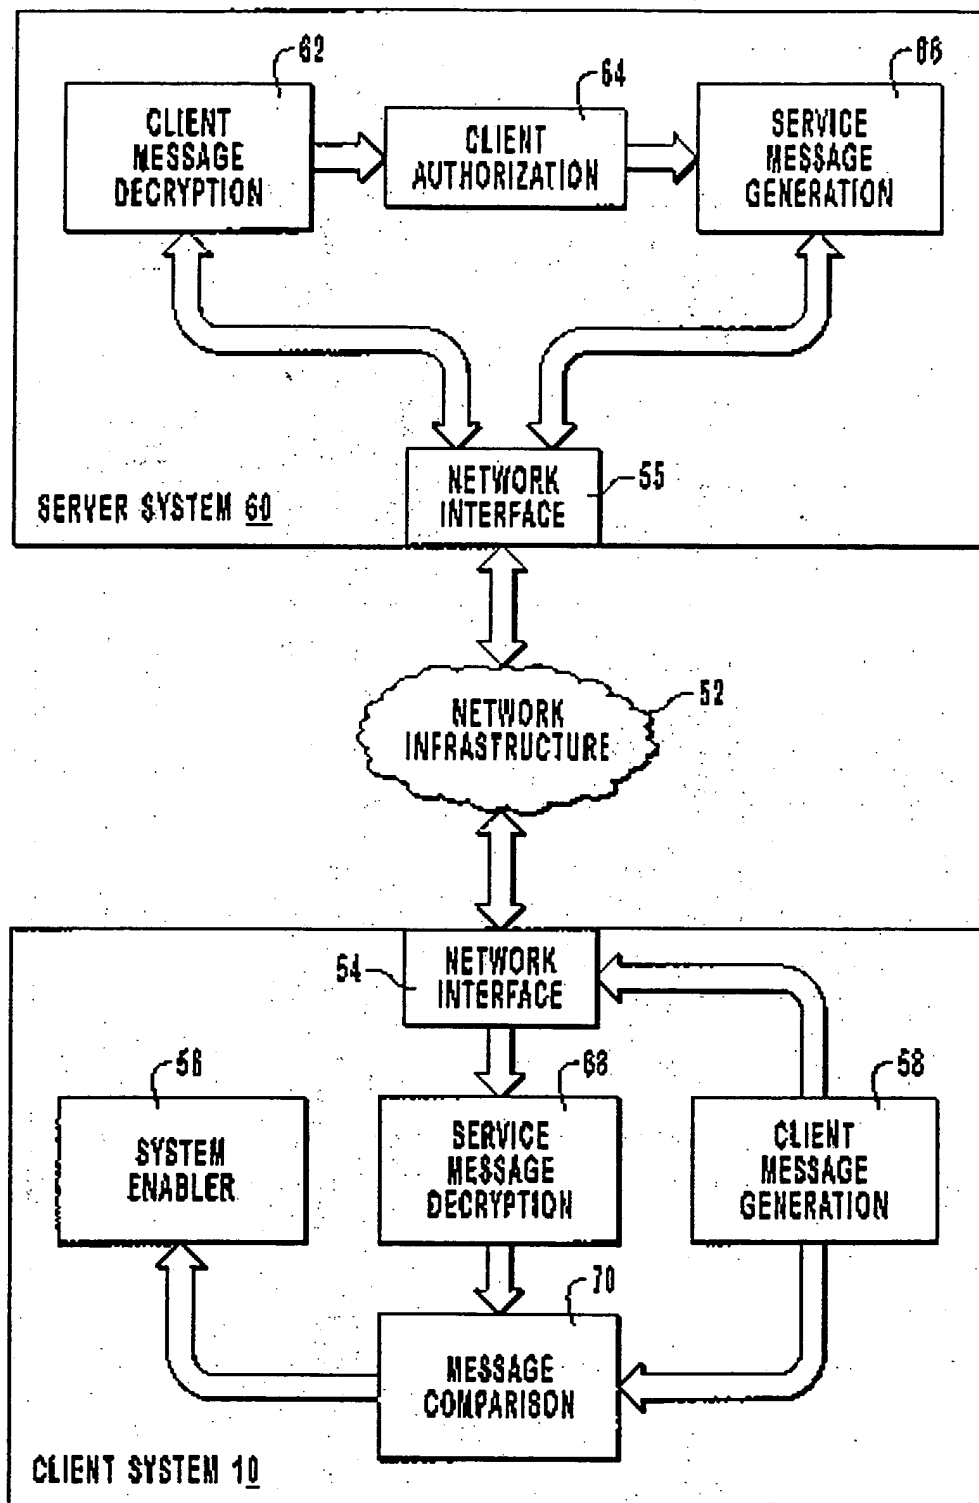 62
CLIENT
MESSAGE
DECRYPTION
64
CLIENT
AUTHORIZATION
66
SERVICE
MESSAGE
GENERATION
NETWORK
INTERFACE
55
SERVER SYSTEM 60
NETWORK
INFRASTRUCTURE
52
54
NETWORK
INTERFACE
56
SYSTEM
ENABLER
68
SERVICE
MESSAGE
DECRYPTION
58
CLIENT
MESSAGE
GENERATION
70
MESSAGE
COMPARISON
CLIENT SYSTEM 10